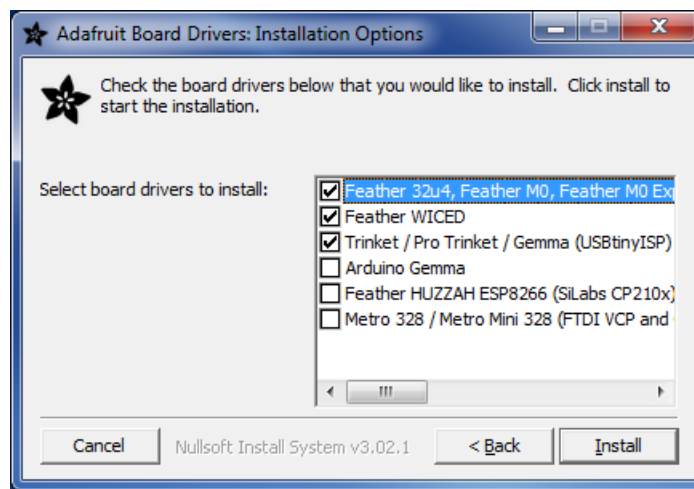 Adafruit Board Drivers: Installation Options
Check the board drivers below that you would like to install. Click install to
start the installation.
Select board drivers to install:
Feather 32u4, Feather M0, Feather M0 Ex
Feather WICED
Trinket / Pro Trinket / Gemma (USBtinyISP)
Arduino Gemma
Feather HUZZAH ESP8266 (SiLabs CP210x)
Metro 328 / Metro Mini 328 (FTDI VCP and
Cancel
Nullsoft Install System v3.02.1
< Back
Install